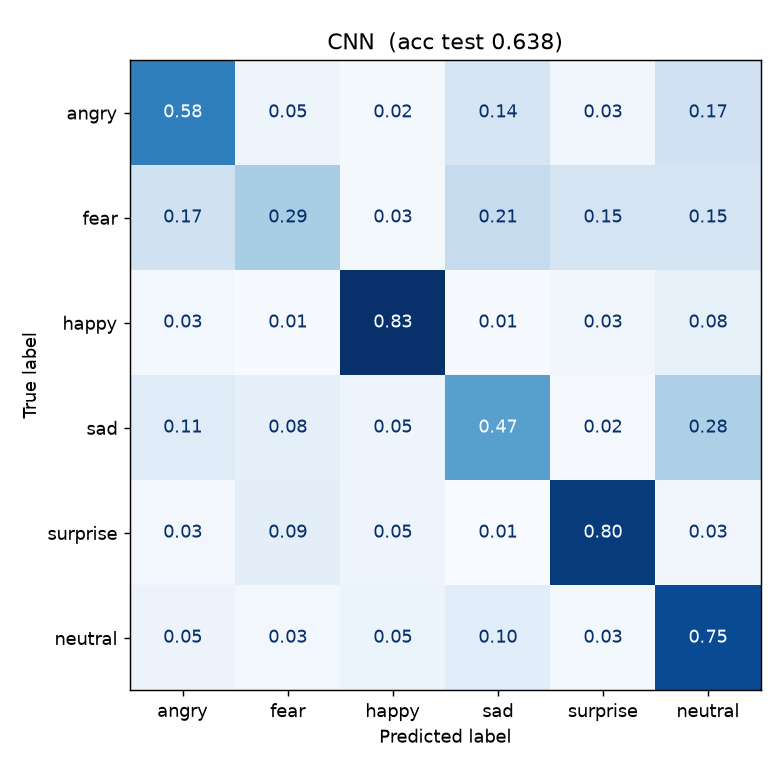 CNN  (acc test 0.638)
angry 0.58 0.05 0.02 0.14 0.03 0.17
fear 0.17 0.29 0.03 0.21 0.15 0.15
happy 0.03 0.01 0.83 0.01 0.03 0.08
sad 0.11 0.08 0.05 0.47 0.02 0.28
surprise 0.03 0.09 0.05 0.01 0.80 0.03
neutral 0.05 0.03 0.05 0.10 0.03 0.75
True label
angry fear happy sad surprise neutral
Predicted label